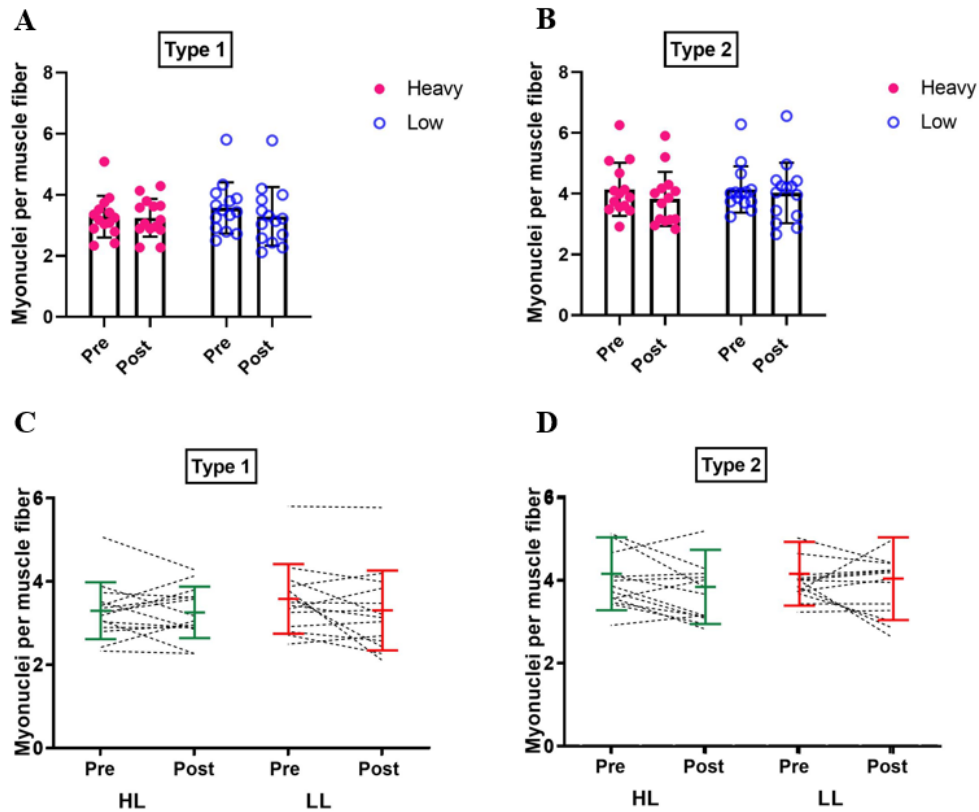 A
Type 1
Myonuclei per muscle fiber
8
6
4
2
0
Pre
Post
Pre
Post
Heavy
Low
B
Type 2
Myonuclei per muscle fiber
8
6
4
2
0
Pre
Post
Pre
Post
Heavy
Low
C
Type 1
Myonuclei per muscle fiber
6
4
2
0
Pre Post Pre Post
HL LL
D
Type 2
Myonuclei per muscle fiber
6
4
2
0
Pre Post Pre Post
HL LL